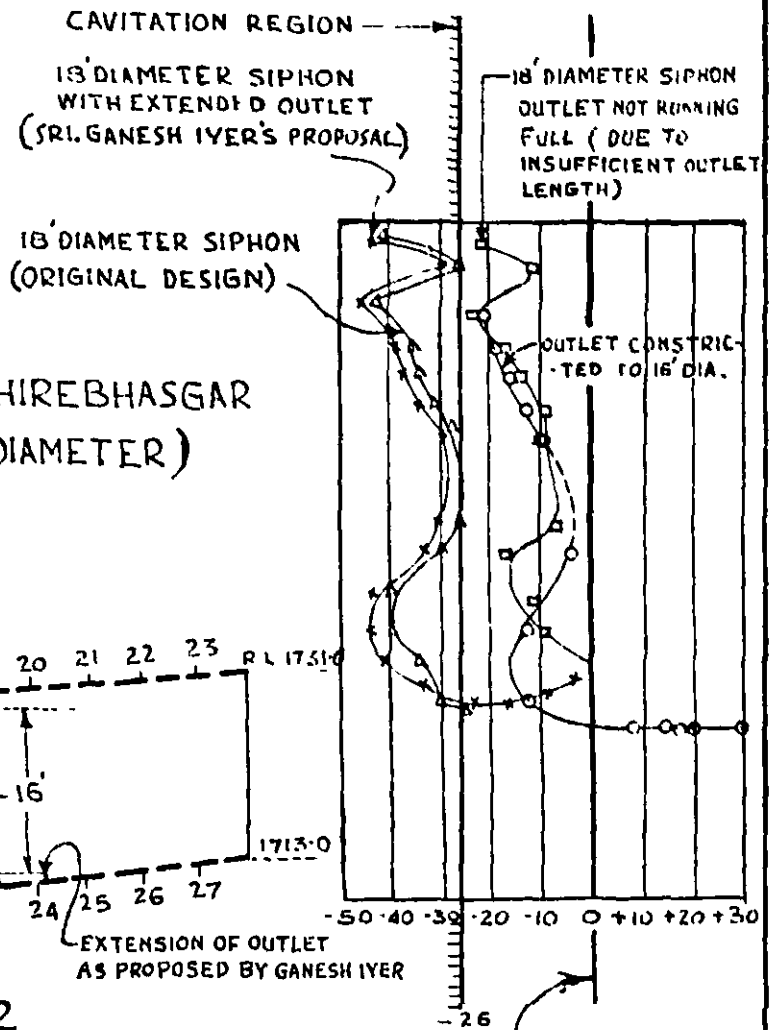 CAVITATION REGION
18' DIAMETER SIPHON
WITH EXTENDED OUTLET
(SRI. GANESH IYER'S PROPOSAL)
18' DIAMETER SIPHON
OUTLET NOT RUNNING
FULL ( DUE TO
INSUFFICIENT OUTLET
LENGTH)
18' DIAMETER SIPHON
(ORIGINAL DESIGN)
OUTLET CONSTRIC-
-TED TO 16' DIA.
HIREBHASGAR
DIAMETER)
20 21 22 23 R L 1731.0
16'
1713.0
24 25 26 27
-50 -40 -30 -20 -10 0 +10 +20 +30
EXTENSION OF OUTLET
AS PROPOSED BY GANESH IYER
2
-26